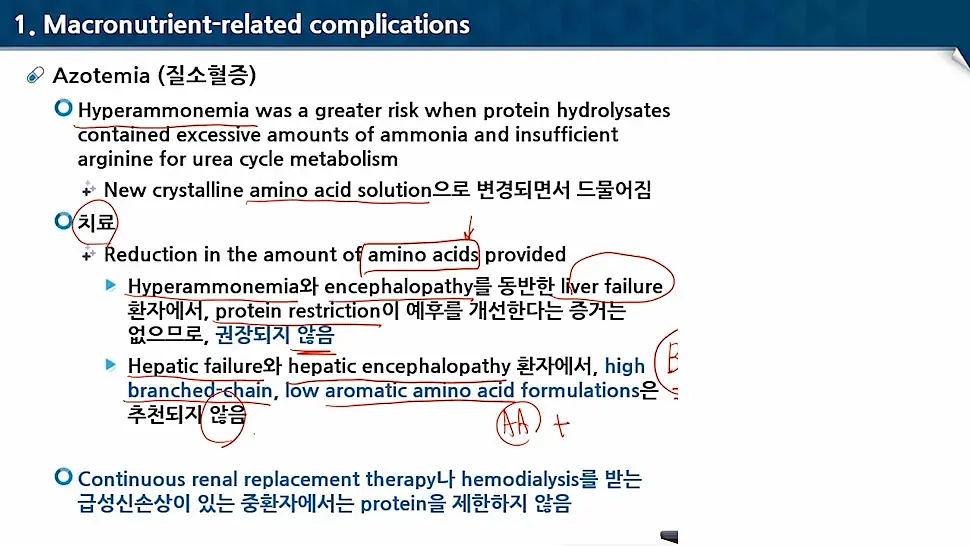 1. Macronutrient-related complications
Azotemia (질소혈증)
Hyperammonemia was a greater risk when protein hydrolysates
contained excessive amounts of ammonia and insufficient
arginine for urea cycle metabolism
New crystalline amino acid solution으로 변경되면서 드물어짐
치료
Reduction in the amount of amino acids provided
Hyperammonemia와 encephalopathy를 동반한 liver failure
환자에서, protein restriction이 예후를 개선한다는 증거는
없으므로, 권장되지 않음
Hepatic failure와 hepatic encephalopathy 환자에서, high
branched-chain, low aromatic amino acid formulations은
추천되지 않음
AA +
Continuous renal replacement therapy나 hemodialysis를 받는
급성신손상이 있는 중환자에서는 protein을 제한하지 않음